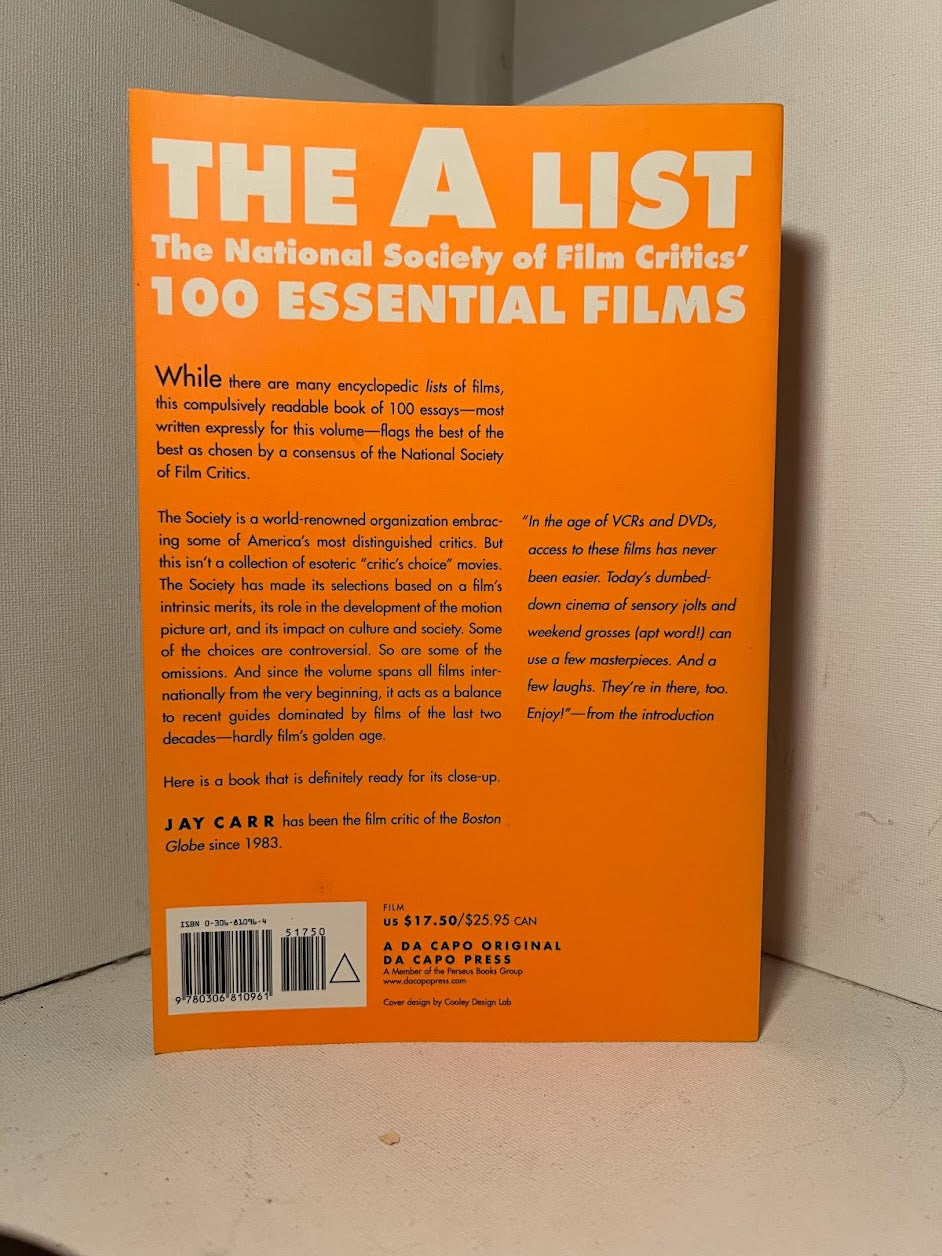 THE A LIST
The National Society of Film Critics'
100 ESSENTIAL FILMS
While there are many encyclopedic lists of films,
this compulsively readable book of 100 essays—most
written expressly for this volume—flags the best of the
best as chosen by a consensus of the National Society
of Film Critics.
The Society is a world-renowned organization embrac-
ing some of America's most distinguished critics. But
this isn't a collection of esoteric "critic's choice" movies.
The Society has made its selections based on a film's
intrinsic merits, its role in the development of the motion
picture art, and its impact on culture and society. Some
of the choices are controversial. So are some of the
omissions. And since the volume spans all films inter-
nationally from the very beginning, it acts as a balance
to recent guides dominated by films of the last two
decades—hardly film's golden age.
Here is a book that is definitely ready for its close-up.
JAY CARR has been the film critic of the Boston
Globe since 1983.
"In the age of VCRs and DVDs,
access to these films has never
been easier. Today's dumbed-
down cinema of sensory jolts and
weekend grosses (apt word!) can
use a few masterpieces. And a
few laughs. They're in there, too.
Enjoy!"—from the introduction
ISBN 0-306-81096-4
51750
9 780306 810961
FILM
US $17.50/$25.95 CAN
A DA CAPO ORIGINAL
DA CAPO PRESS
A Member of the Perseus Books Group
www.dacapopress.com
Cover design by Cooley Design Lab